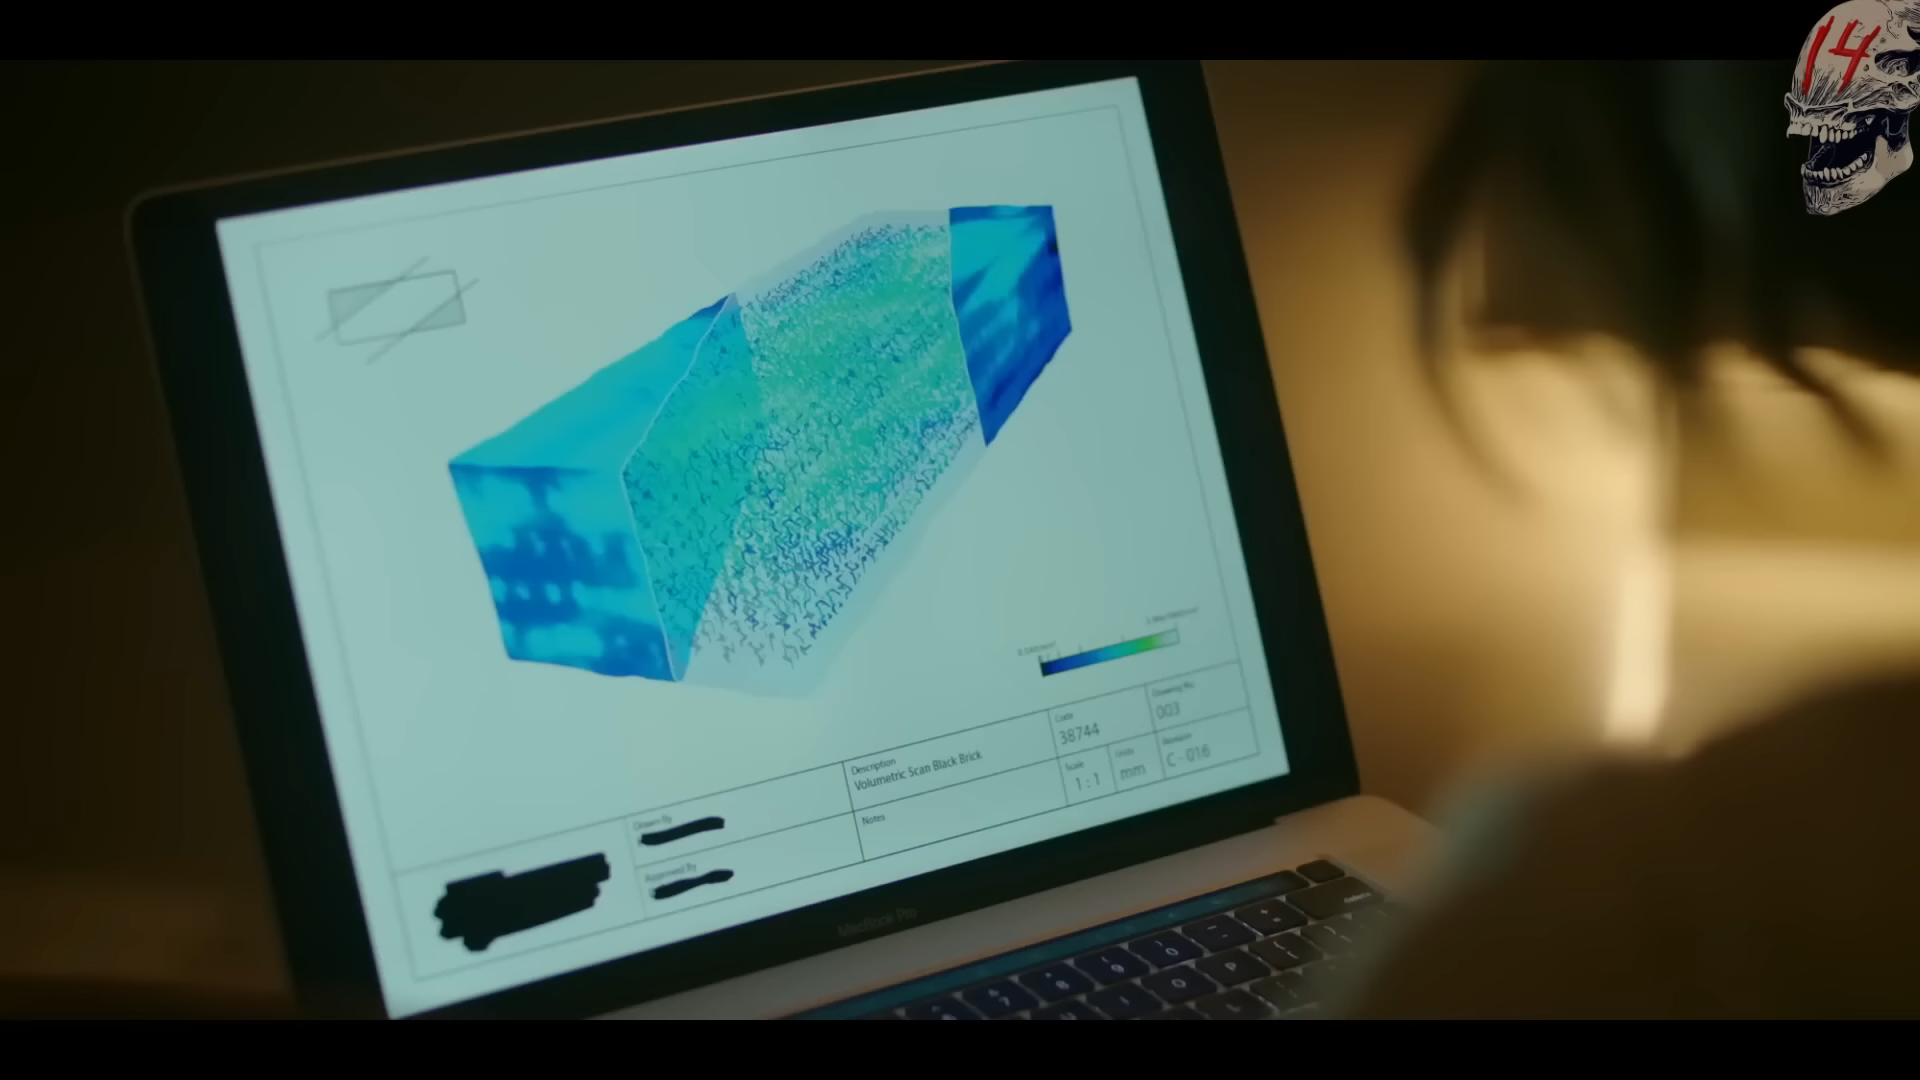 14
Description
Volumetric Scan Black Brick
Code
38744
Drawing No.
003
Scale
1 : 1
Units
mm
Revision
C - 016
Drawn By
Approved By
Notes
MacBook Pro